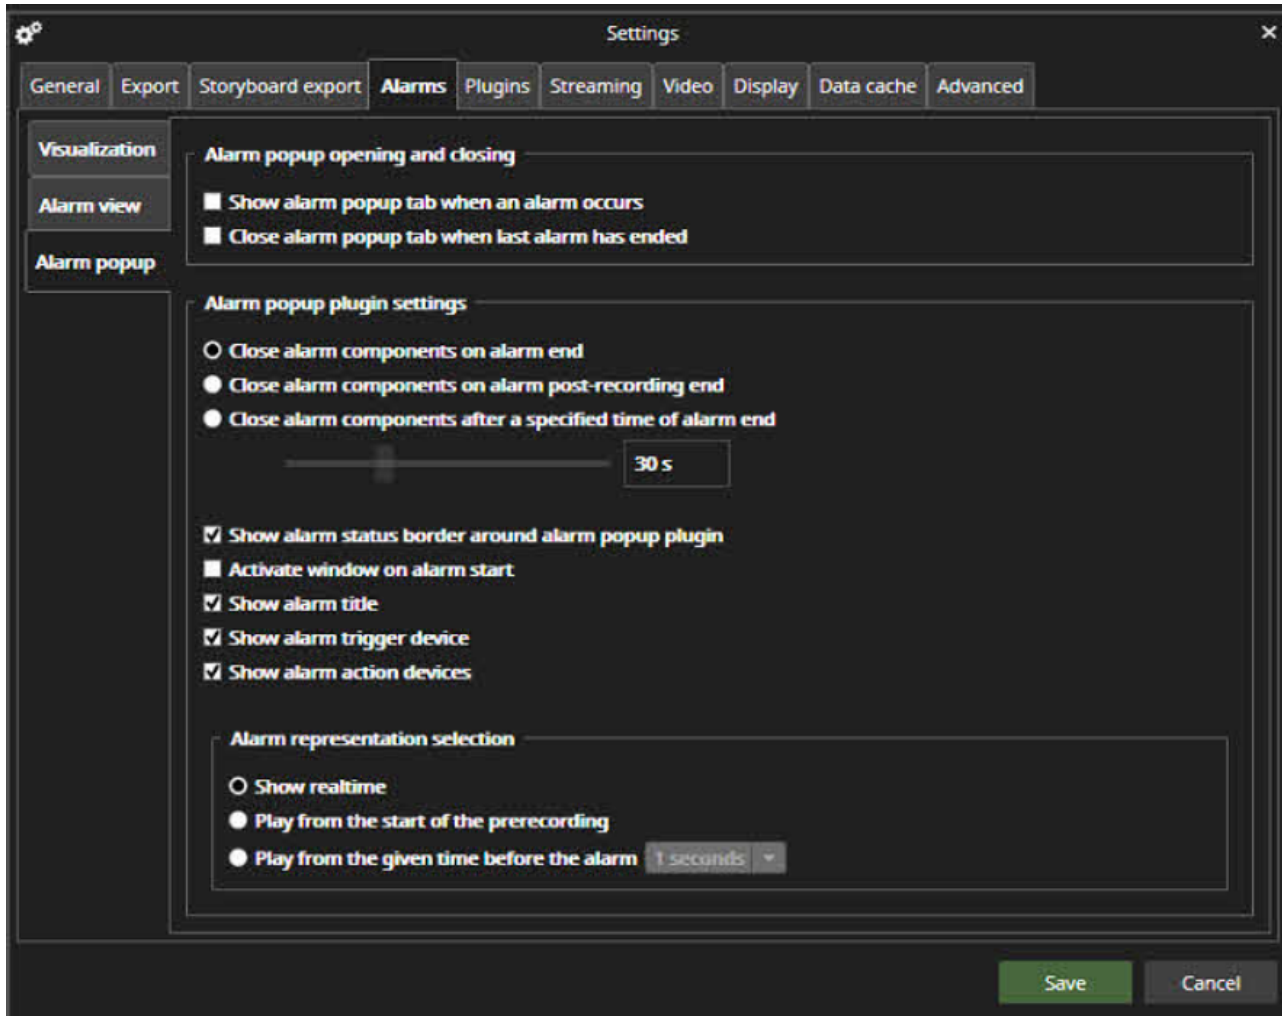 Settings
General Export Storyboard export Alarms Plugins Streaming Video Display Data cache Advanced
Visualization
Alarm view
Alarm popup
Alarm popup opening and closing
Show alarm popup tab when an alarm occurs
Close alarm popup tab when last alarm has ended
Alarm popup plugin settings
Close alarm components on alarm end
Close alarm components on alarm post-recording end
Close alarm components after a specified time of alarm end
30 s
Show alarm status border around alarm popup plugin
Activate window on alarm start
Show alarm title
Show alarm trigger device
Show alarm action devices
Alarm representation selection
Show realtime
Play from the start of the prerecording
Play from the given time before the alarm 1 seconds
Save Cancel